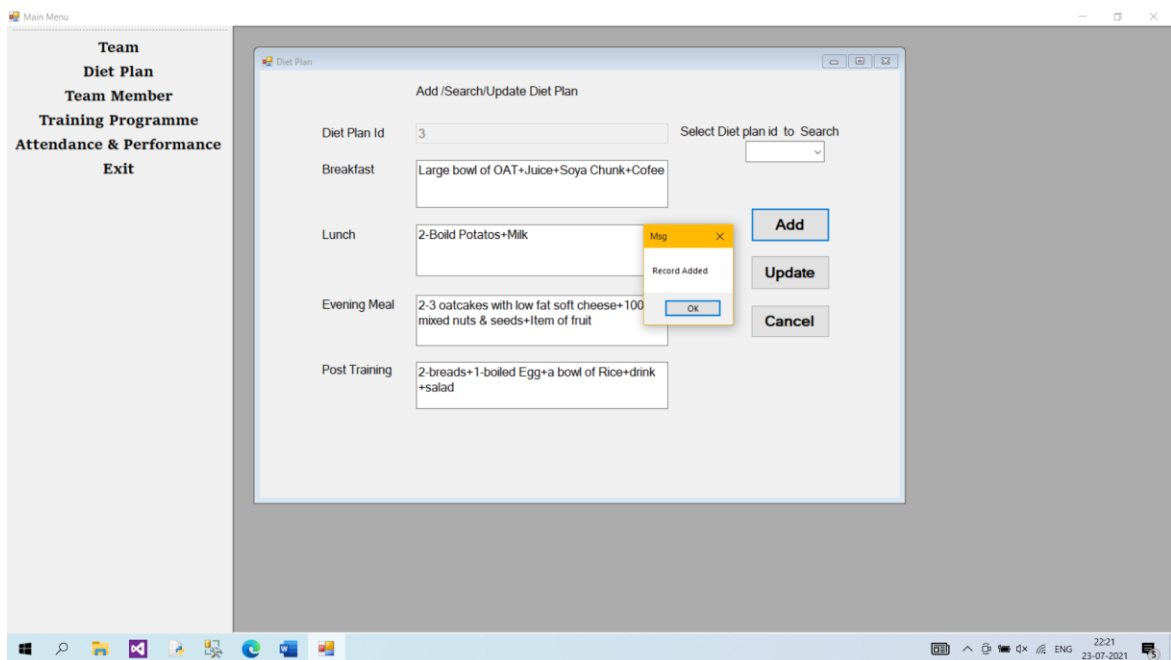 Main Menu
Team
Diet Plan
Team Member
Training Programme
Attendance & Performance
Exit
Diet Plan
Add /Search/Update Diet Plan
Diet Plan Id
3
Select Diet plan id to Search
Breakfast
Large bowl of OAT+Juice+Soya Chunk+Cofee
Add
Lunch
2-Boild Potatos+Milk
Msg
Record Added
OK
Update
Evening Meal
2-3 oatcakes with low fat soft cheese+100
mixed nuts & seeds+Item of fruit
Cancel
Post Training
2-breads+1-boiled Egg+a bowl of Rice+drink
+salad
ENG
22:21
23-07-2021
5